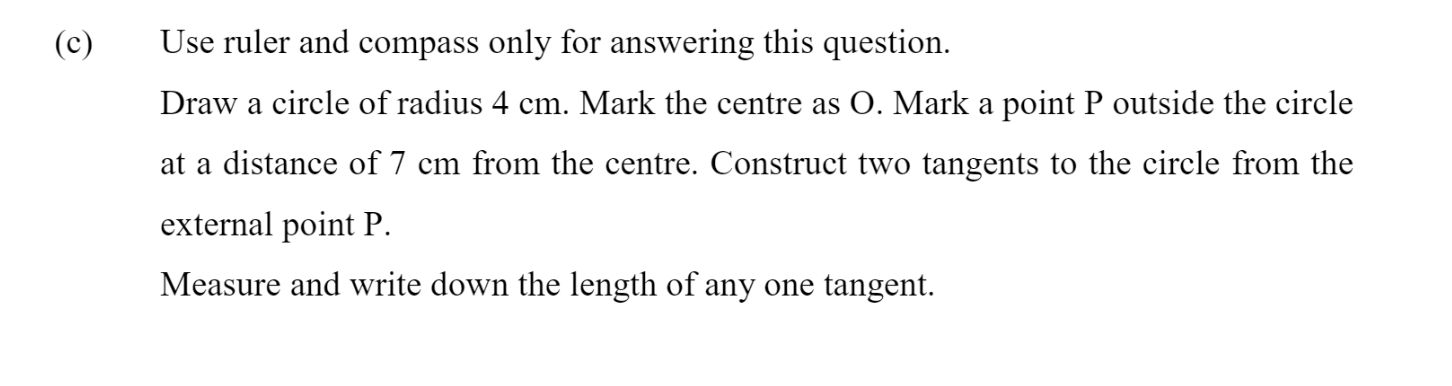 (c) Use ruler and compass only for answering this question.
Draw a circle of radius 4 cm. Mark the centre as O. Mark a point P outside the circle
at a distance of 7 cm from the centre. Construct two tangents to the circle from the
external point P.
Measure and write down the length of any one tangent.